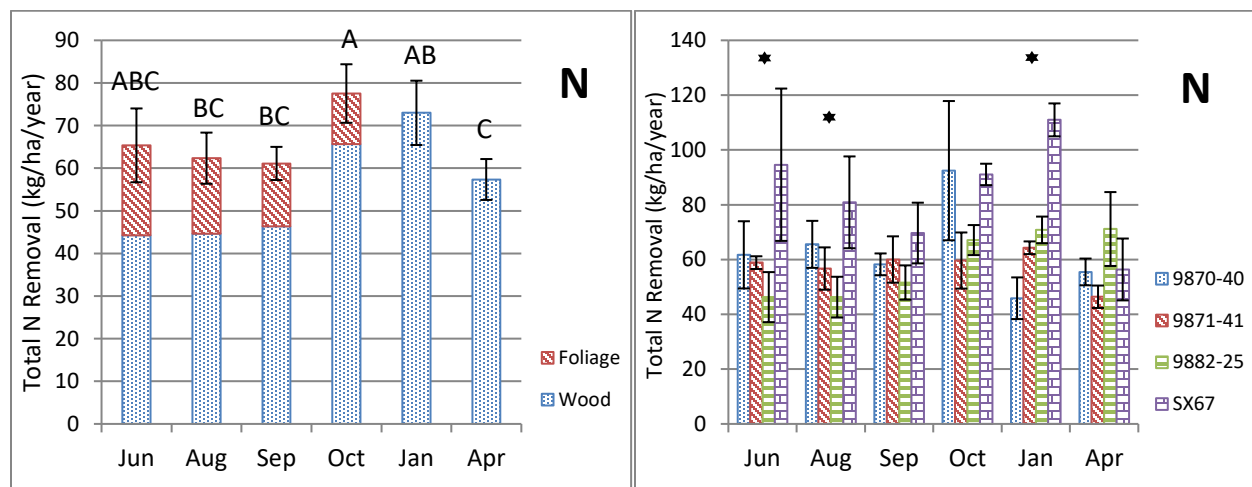 90
80
70
60
50
40
30
20
10
0
Total N Removal (kg/ha/year)
ABC
BC
BC
A
AB
C
N
Foliage
Wood
Jun Aug Sep Oct Jan Apr
140
120
100
80
60
40
20
0
Total N Removal (kg/ha/year)
N
9870-40
9871-41
9882-25
SX67
Jun Aug Sep Oct Jan Apr